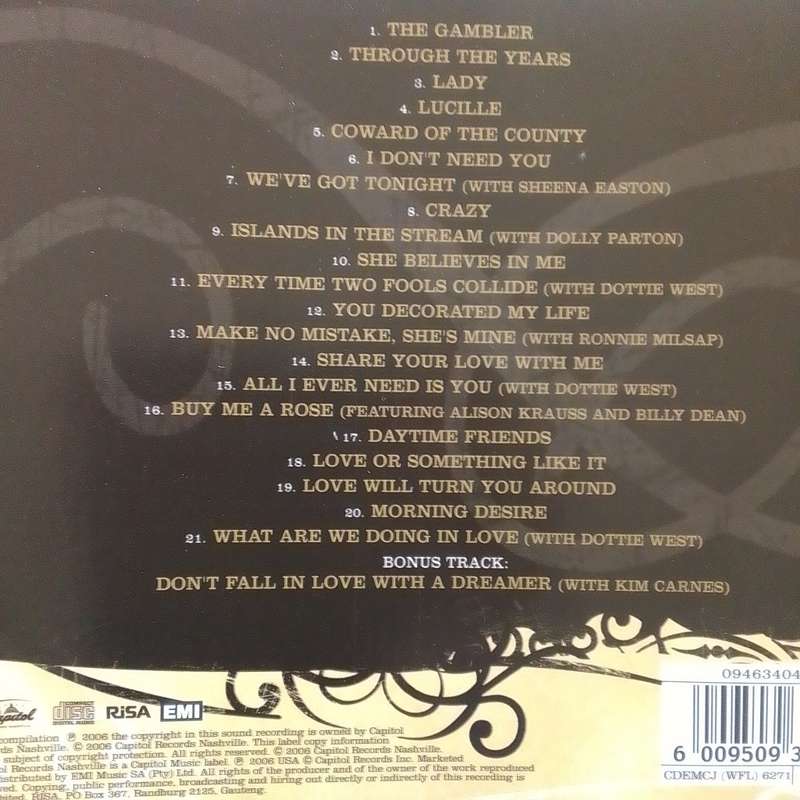 1. THE GAMBLER
2. THROUGH THE YEARS
3. LADY
4. LUCILLE
5. COWARD OF THE COUNTY
6. I DON'T NEED YOU
7. WE'VE GOT TONIGHT (WITH SHEENA EASTON)
8. CRAZY
9. ISLANDS IN THE STREAM (WITH DOLLY PARTON)
10. SHE BELIEVES IN ME
11. EVERY TIME TWO FOOLS COLLIDE (WITH DOTTIE WEST)
12. YOU DECORATED MY LIFE
13. MAKE NO MISTAKE, SHE'S MINE (WITH RONNIE MILSAP)
14. SHARE YOUR LOVE WITH ME
15. ALL I EVER NEED IS YOU (WITH DOTTIE WEST)
16. BUY ME A ROSE (FEATURING ALISON KRAUSS AND BILLY DEAN)
17. DAYTIME FRIENDS
18. LOVE OR SOMETHING LIKE IT
19. LOVE WILL TURN YOU AROUND
20. MORNING DESIRE
21. WHAT ARE WE DOING IN LOVE (WITH DOTTIE WEST)
BONUS TRACK:
DON'T FALL IN LOVE WITH A DREAMER (WITH KIM CARNES)
09463404
Capitol COMPACT disc DIGITAL AUDIO RiSA EMI
compilation ℗ 2006 the copyright in this sound recording is owned by Capitol
ds Nashville. © 2006 Capitol Records Nashville. This label copy information
subject of copyright protection. All rights reserved. © 2006 Capitol Records Nashville.
ol Records Nashville is a Capitol Music label. ℗ 2006 USA © Capitol Records Inc. Marketed
distributed by EMI Music SA (Pty) Ltd. All rights of the producer and of the owner of the work reproduced
ved. Copying, public performance, broadcasting and hiring out directly or indirectly of this recording is
ited. RISA, PO Box 367, Randburg 2125, Gauteng.
6 009509 3
CDEMCJ (WFL) 6271